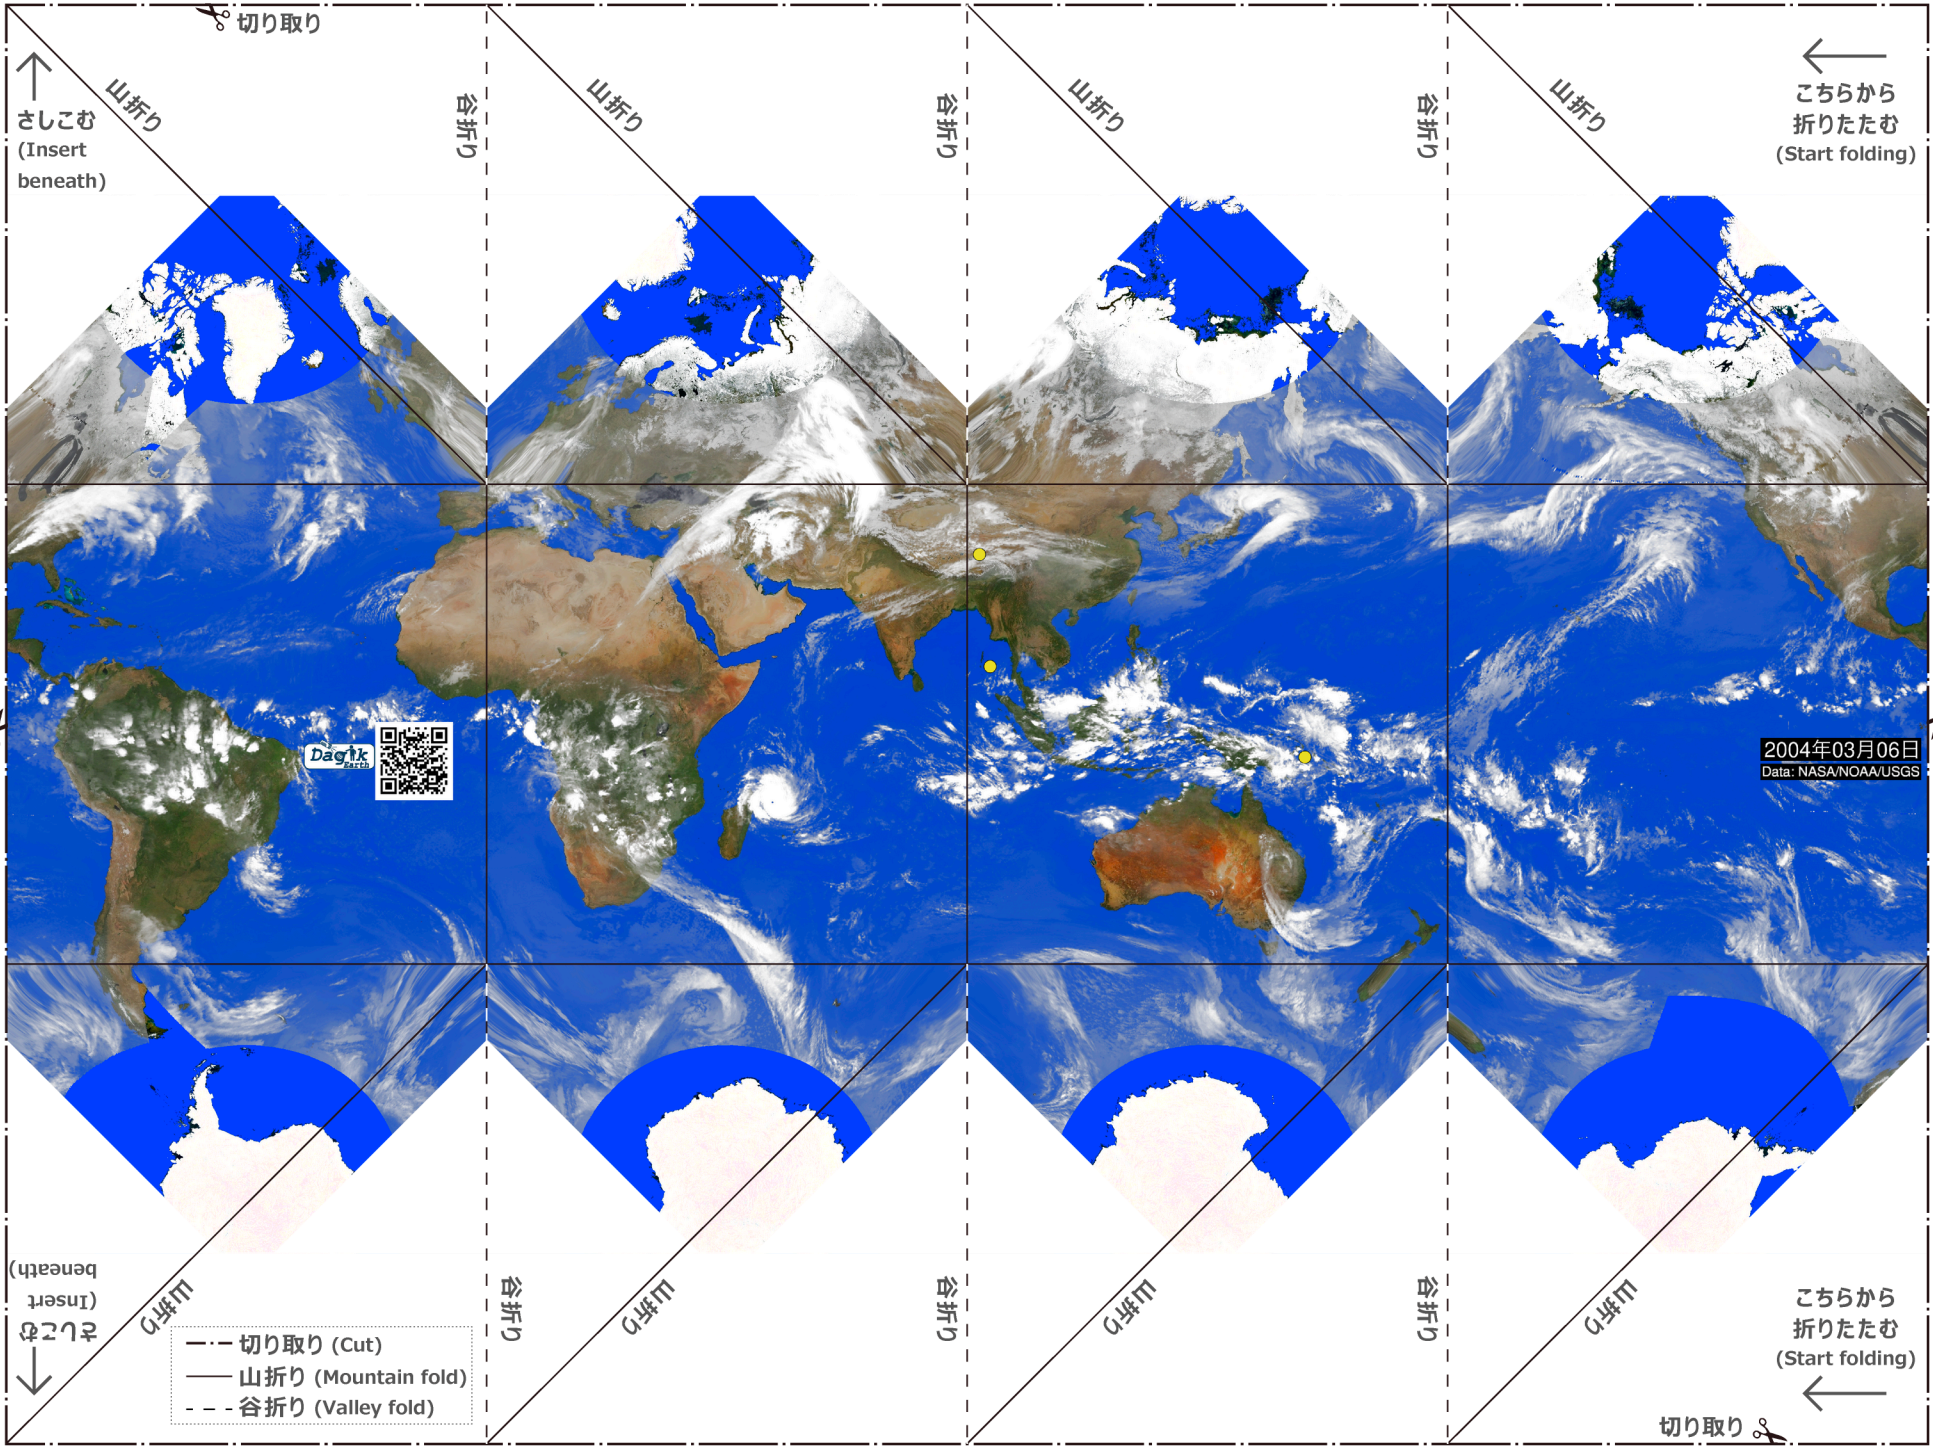 切り取り
さしこむ
(Insert
beneath)
山折り
谷折り
山折り
谷折り
山折り
谷折り
山折り
こちらから
折りたたむ
(Start folding)
Dagik
Earth
2004年03月06日
Data: NASA/NOAA/USGS
さしこむ
(Insert
beneath)
山折り
谷折り
山折り
谷折り
山折り
谷折り
山折り
こちらから
折りたたむ
(Start folding)
切り取り (Cut)
山折り (Mountain fold)
谷折り (Valley fold)
切り取り